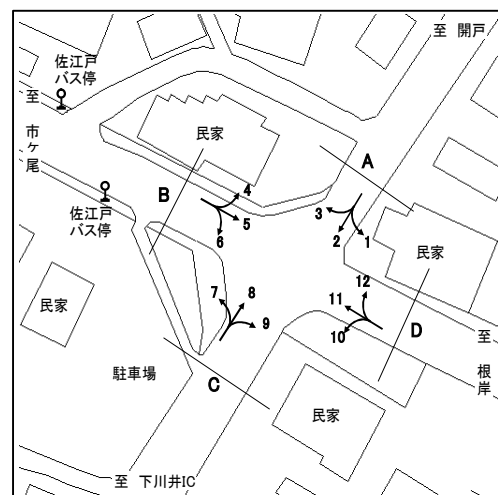 至 開戸
佐江戸
バス停
至
市ヶ尾
民家
A
B
4
5
6
3
2
1
佐江戸
バス停
民家
7
8
9
12
11
10
民家
D
至
根岸
駐車場
C
民家
至 下川井IC